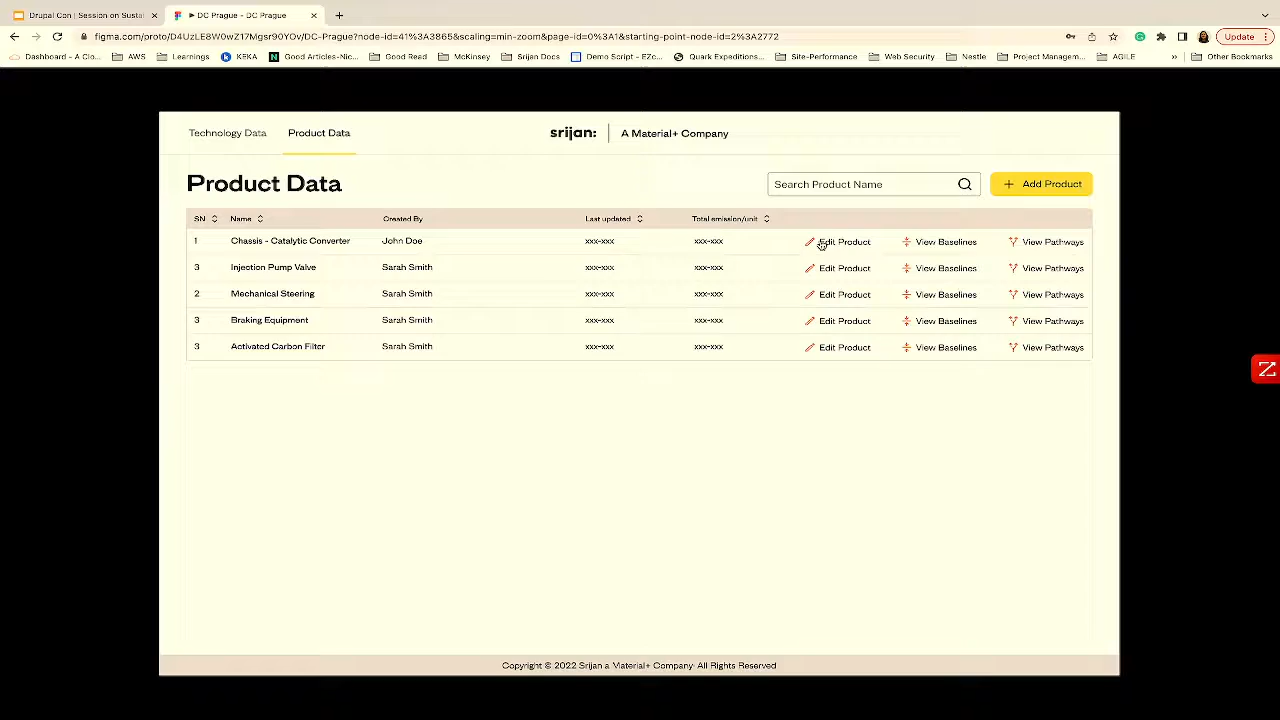 Drupal Con | Session on Sustai
▶ DC Prague - DC Prague
figma.com/proto/D4UzLE8W0wZ17Mgsr90YOv/DC-Prague?node-id=41%3A3865&scaling=min-zoom&page-id=0%3A1&starting-point-node-id=2%3A2772
Update
Dashboard - A Clo... AWS Learnings KEKA Good Articles-Nic... Good Read McKinsey Srijan Docs Demo Script - EZc... Quark Expeditions... Site-Performance Web Security Nestle Project Managem... AGILE » Other Bookmarks
Technology Data Product Data srijan: A Material+ Company
Product Data Search Product Name + Add Product
SN Name Created By Last updated Total emission/unit
1 Chassis - Catalytic Converter John Doe xxx-xxx xxx-xxx Edit Product View Baselines View Pathways
3 Injection Pump Valve Sarah Smith xxx-xxx xxx-xxx Edit Product View Baselines View Pathways
2 Mechanical Steering Sarah Smith xxx-xxx xxx-xxx Edit Product View Baselines View Pathways
3 Braking Equipment Sarah Smith xxx-xxx xxx-xxx Edit Product View Baselines View Pathways
3 Activated Carbon Filter Sarah Smith xxx-xxx xxx-xxx Edit Product View Baselines View Pathways
Copyright © 2022 Srijan a Material+ Company. All Rights Reserved